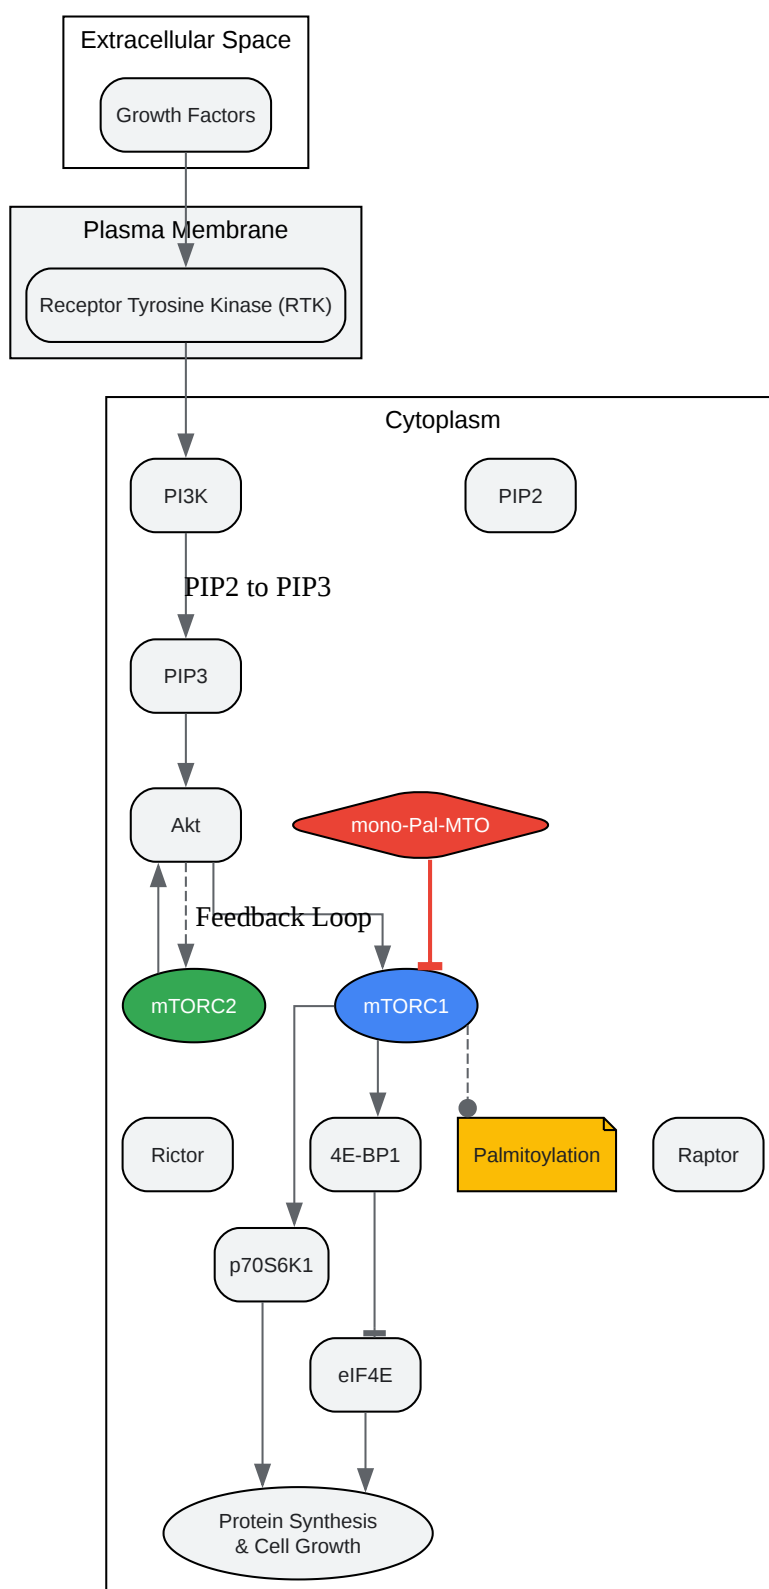 Extracellular Space
Growth Factors
Plasma Membrane
Receptor Tyrosine Kinase (RTK)
Cytoplasm
PI3K
PIP2
PIP2 to PIP3
PIP3
Akt
mono-Pal-MTO
Feedback Loop
mTORC2
mTORC1
Rictor
4E-BP1
Palmitoylation
Raptor
p70S6K1
eIF4E
Protein Synthesis
& Cell Growth